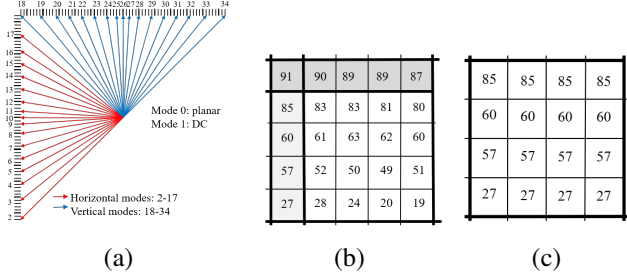 18 19 20 21 22 23 24 25 26 27 28 29 30 31 32 33 34
17
16
15
14
13
12
11
10
9
8
7
6
5
4
3
2
Mode 0: planar
Mode 1: DC
Horizontal modes: 2-17
Vertical modes: 18-34
(a)
91 90 89 89 87
85 83 83 81 80
60 61 63 62 60
57 52 50 49 51
27 28 24 20 19
(b)
85 85 85 85
60 60 60 60
57 57 57 57
27 27 27 27
(c)